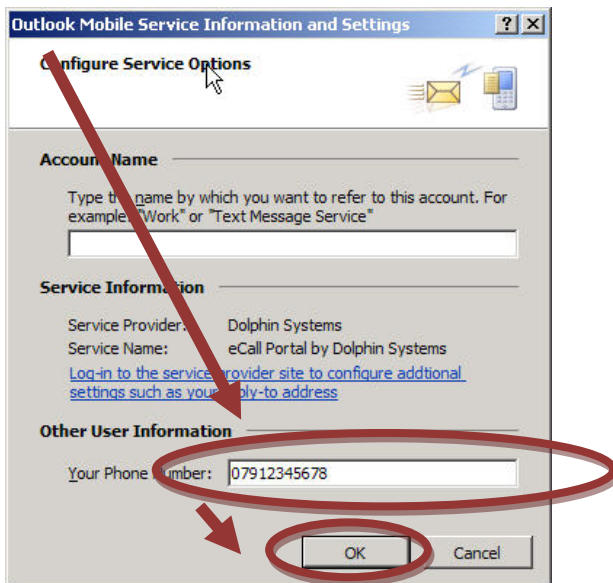 Outlook Mobile Service Information and Settings
Configure Service Options
Account Name
Type the name by which you want to refer to this account. For
example: "Work" or "Text Message Service"
Service Information
Service Provider: Dolphin Systems
Service Name: eCall Portal by Dolphin Systems
Log-in to the service provider site to configure addtional
settings such as your reply-to address
Other User Information
Your Phone Number: 07912345678
OK Cancel